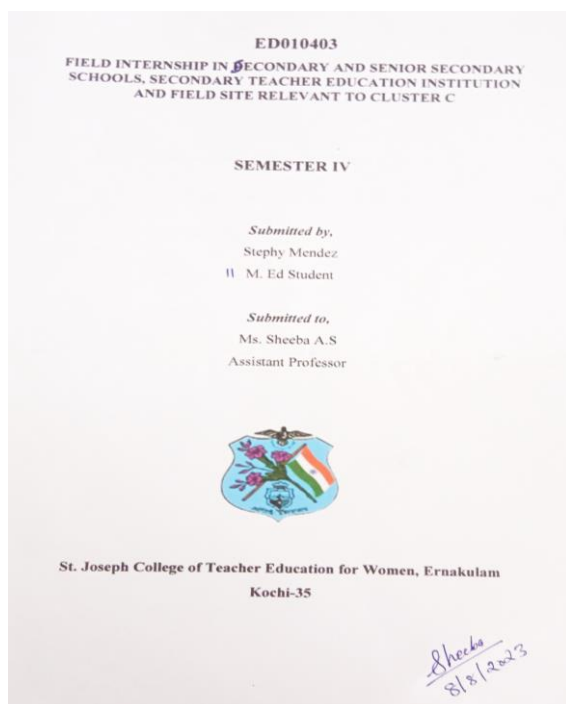 ED010403
FIELD INTERNSHIP IN SECONDARY AND SENIOR SECONDARY
SCHOOLS, SECONDARY TEACHER EDUCATION INSTITUTION
AND FIELD SITE RELEVANT TO CLUSTER C
SEMESTER IV
Submitted by,
Stephy Mendez
II M. Ed Student
Submitted to,
Ms. Sheeba A.S
Assistant Professor
St. Joseph College of Teacher Education for Women, Ernakulam
Kochi-35
Sheeba
8/8/2023